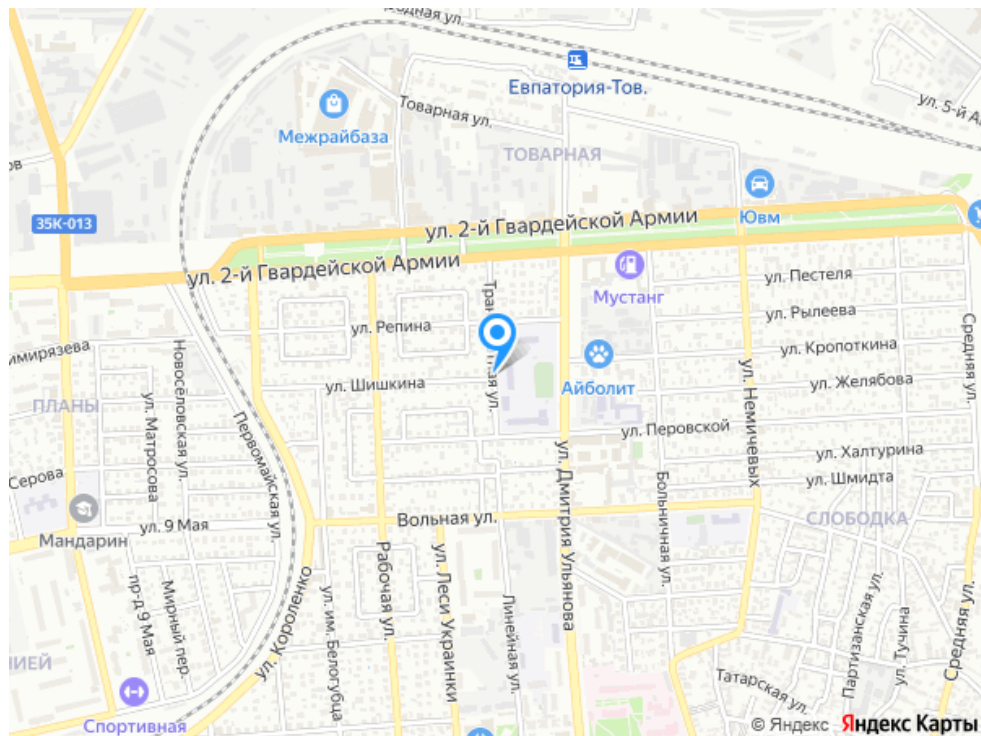 Евпатория-Тов.
Товарная ул.
ул. 5-й А
Межрайбаза
ТОВАРНАЯ
35К-013
ул. 2-й Гвардейской Армии
Ювм
ул. 2-й Гвардейской Армии
Мустанг
ул. Пестеля
ул. Рылеева
ул. Репина
Средняя ул.
ул. Кропоткина
Айболит
ул. Шишкина
ул. Желябова
ул. Немичевых
Новосёловская ул.
ПЛАНЫ
ул. Матросова
Первомайская ул.
ул. Перовской
ул. Халтурина
Серова
ул. Шмидта
Больничная ул.
Мандарин
ул. 9 Мая
Вольная ул.
ул. Дмитрия Ульянова
СЛОБОДКА
пр-д 9 Мая
Мирный пер.
ул. Короленко
ул. им. Белогубца
Рабочая ул.
ул. Леси Украинки
Линейная ул.
Партизанская ул.
ул. Тучина
Средняя ул.
Татарская ул.
Спортивная
© Яндекс Яндекс Карты